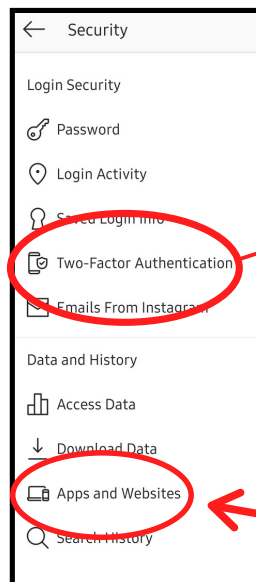 Security
Login Security
Password
Login Activity
Saved Login Info
Two-Factor Authentication
Emails From Instagram
Data and History
Access Data
Download Data
Apps and Websites
Search History